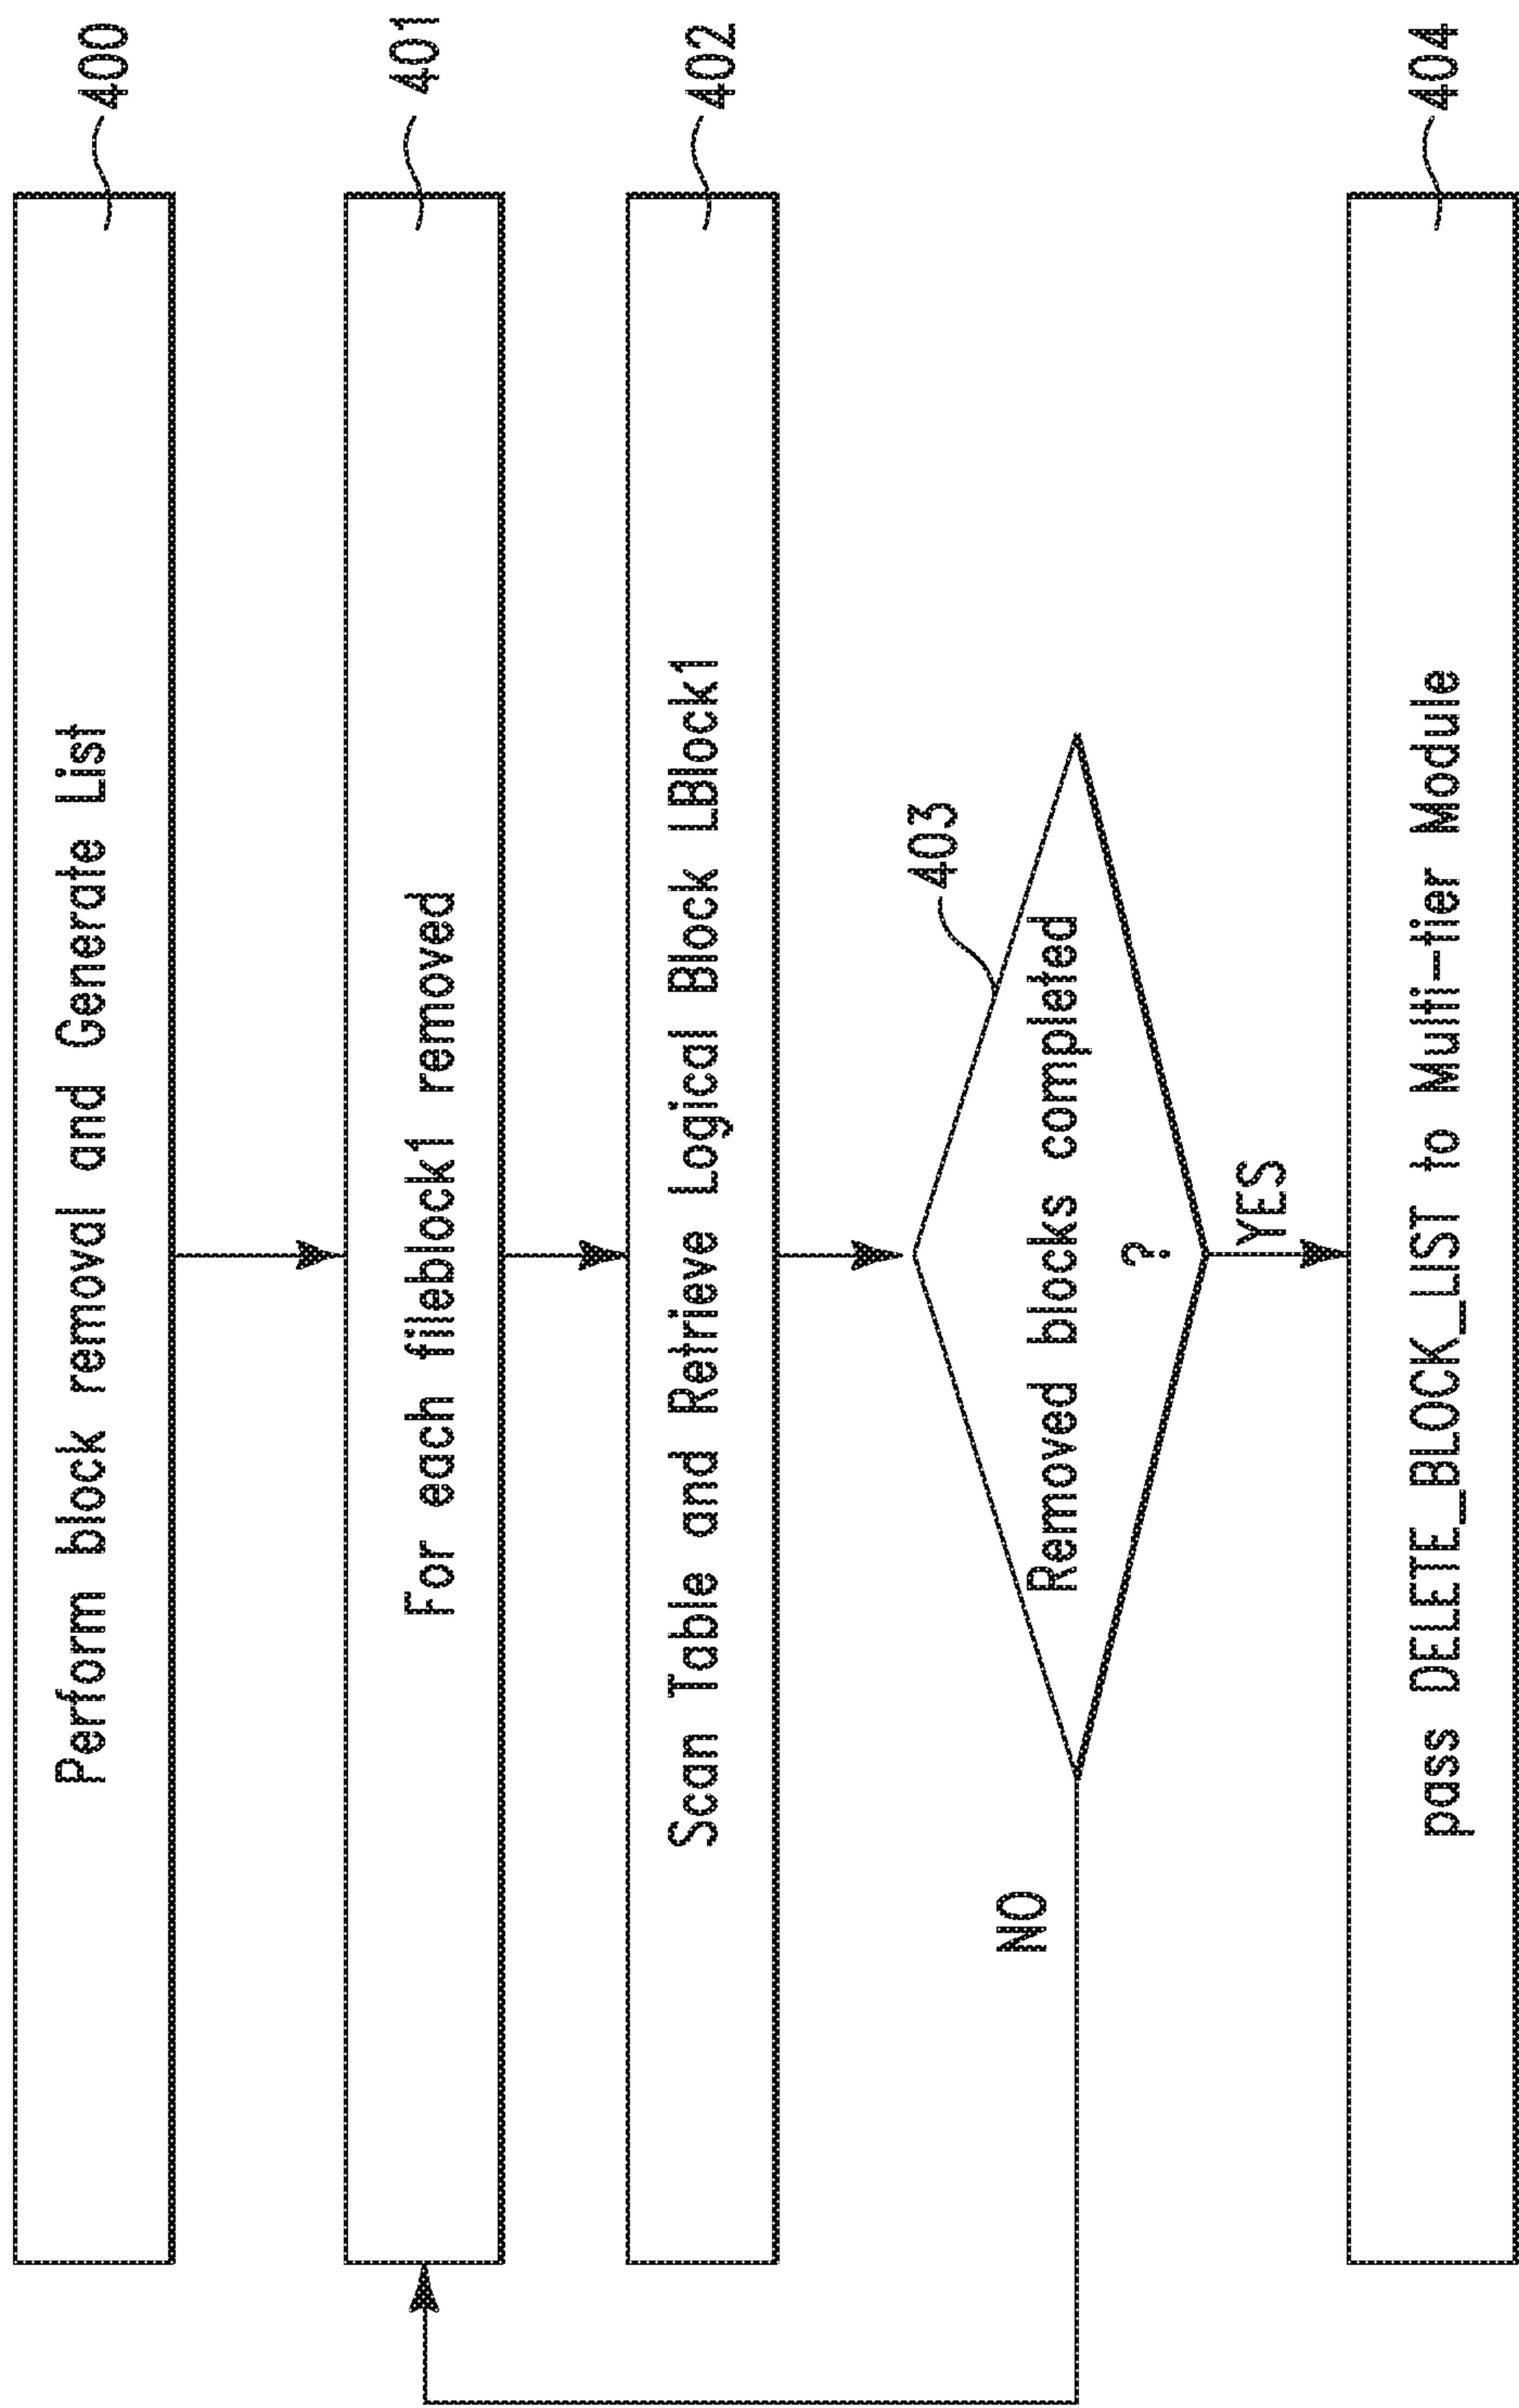 Perform block removal and Generate List
400
For each fileblock1 removed
401
Scan Table and Retrieve Logical Block LBlock1
402
403
Removed blocks completed
?
NO
YES
pass DELETE_BLOCK_LIST to Multi-tier Module
404